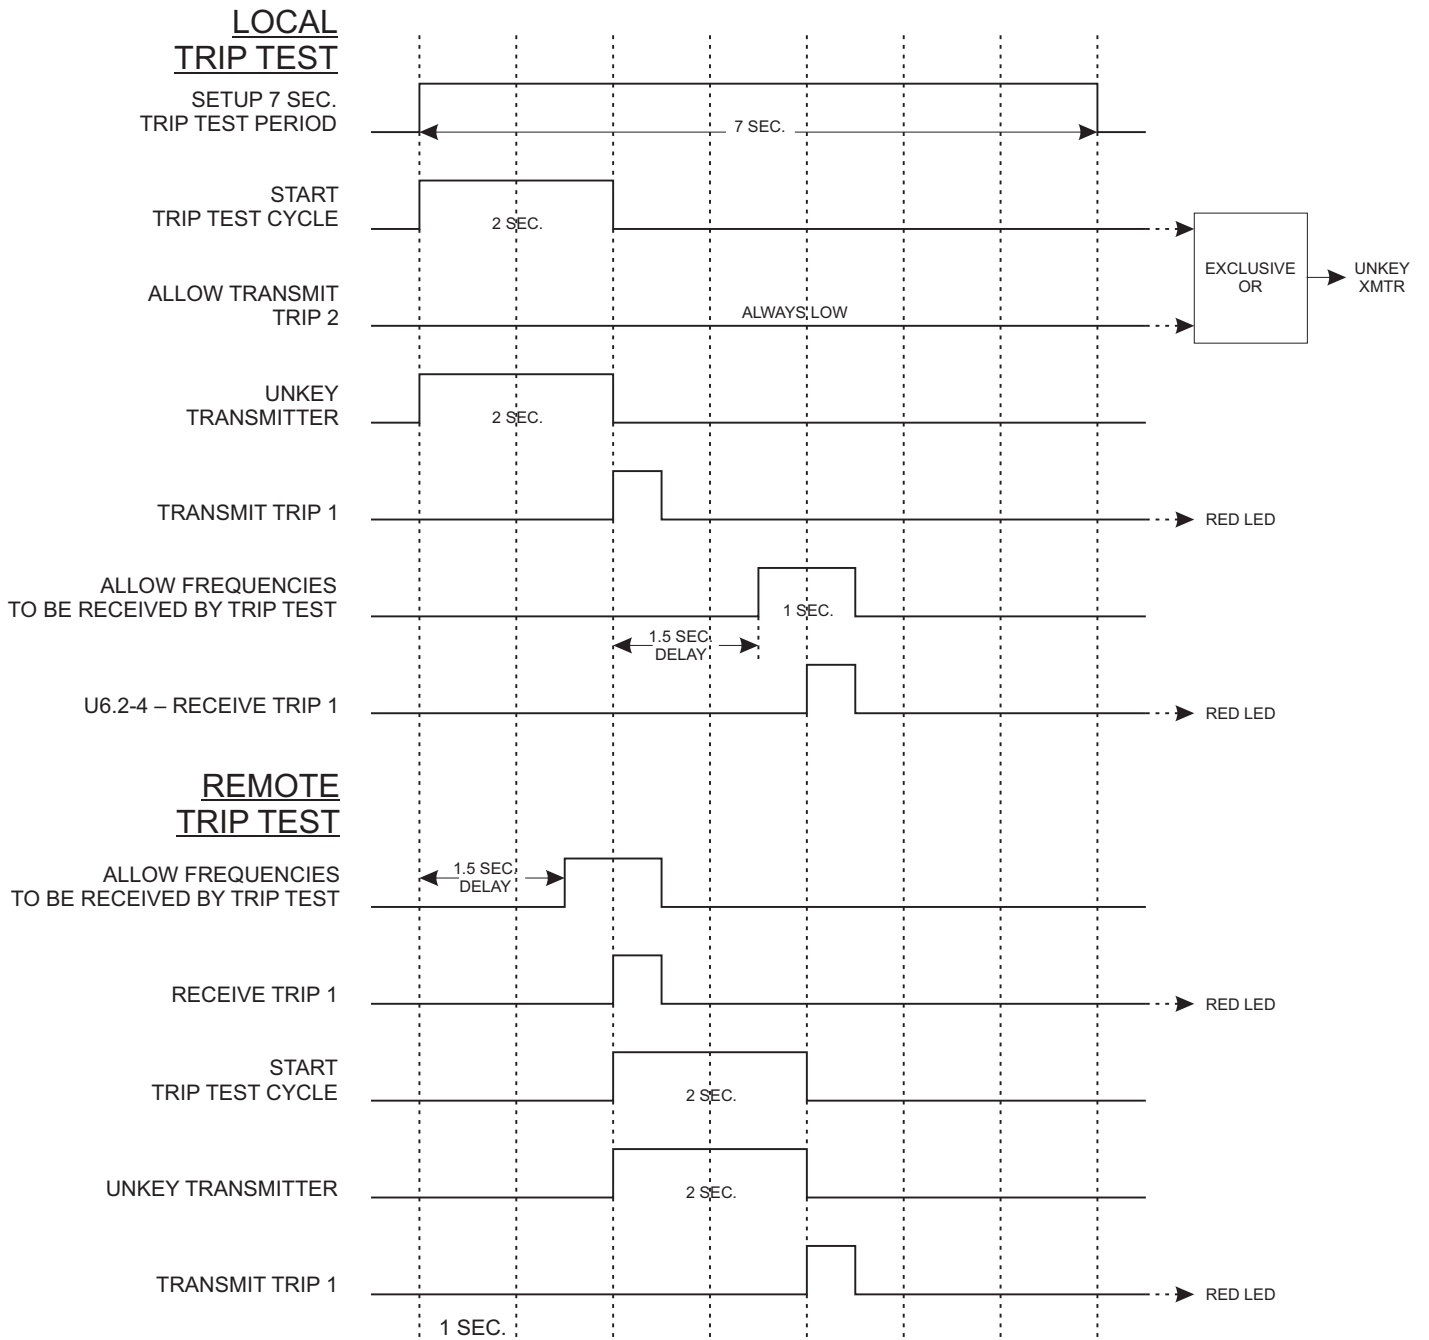 LOCAL
TRIP TEST
SETUP 7 SEC.
TRIP TEST PERIOD
7 SEC.
START
TRIP TEST CYCLE
2 SEC.
EXCLUSIVE
OR
UNKEY
XMTR
ALLOW TRANSMIT
TRIP 2
ALWAYS LOW
UNKEY
TRANSMITTER
2 SEC.
TRANSMIT TRIP 1
RED LED
ALLOW FREQUENCIES
TO BE RECEIVED BY TRIP TEST
1 SEC.
1.5 SEC.
DELAY
U6.2-4 – RECEIVE TRIP 1
RED LED
REMOTE
TRIP TEST
ALLOW FREQUENCIES
TO BE RECEIVED BY TRIP TEST
1.5 SEC.
DELAY
RECEIVE TRIP 1
RED LED
START
TRIP TEST CYCLE
2 SEC.
UNKEY TRANSMITTER
2 SEC.
TRANSMIT TRIP 1
RED LED
1 SEC.